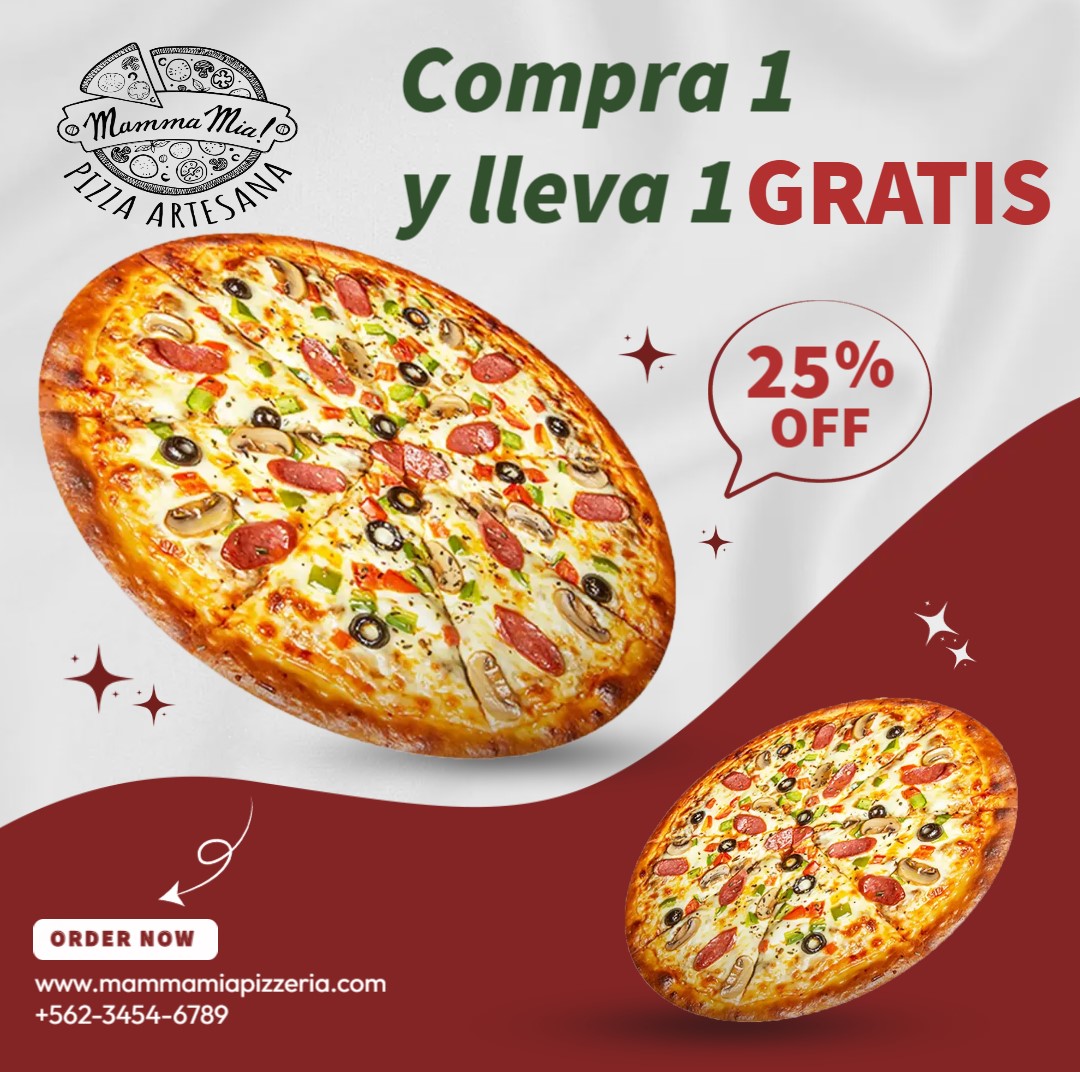 Mamma Mia!
PIZZA ARTESANA
Compra 1
y lleva 1 GRATIS
25%
OFF
ORDER NOW
www.mammamiapizzeria.com
+562-3454-6789